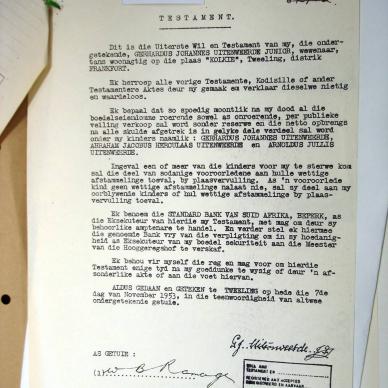 TESTAMENT.
Dit is die Uiterste Wil en Testament van my, die onder-
getekende, GERHARDUS JOHANNES UITENWEERDE JUNIOR, wewenaar,
tans woonagtig op die plaas "KOLKIE", Tweeling, distrik
FRANKFORT.
Ek herroep alle vorige Testamente, Kodisille of ander
Testamentere Aktes deur my gemaak en verklaar dieselwe nietig
en waardeloos.
Ek bepaal dat so spoedig moontlik na my dood al die
boedelseiendomme roerende sowel as onroerende, per publieke
veiling verkoop sal word sonder reserve en die netto opbrengs
na alle skulde afgetrek is in gelyke dele verdeel sal word
onder my kinders naamlik : GERHARDUS JOHANNES UITENWEERDE,
ABRAHAM JACOBUS HERCULAAS UITENWEERDE en ARNOLDUS JULLIS
UITENWEERDE.
Ingeval een of meer van die kinders voor my te sterwe kom
sal die deel van sodanige vooroorledene aan hulle wettige
afstammelinge toeval, by plaasvervulling. As 'n vooroorlede
kind geen wettige afstammelinge nalaat nie, sal sy deel aan my
oorblywende kinders of hul wettige afstammelinge by plaas-
vervulling toeval.
Ek benoem die STANDARD BANK VAN SUID AFRIKA, BEPERK, as
die Eksekuteur van hierdie my Testament, met mag om deur sy
behoorlike amptenare te handel. En verder stel ek hiermee
die genoemde Bank vry van die verpligting om in my hoedanig-
heid as Eksekuteur van my boedel sekuriteit aan die Meester
van die Hooggeregshof te verskaf.
Ek behou vir myself die reg en mag voor om hierdie
Testament enige tyd na my goeddunke te wysig of deur 'n af-
sonderlike akte of aan die voet hiervan.
ALDUS GEDAAN en GETEKEN te TWEELING op hede die 7de
dag van November 1953, in die teenwoordigheid van altwee
ondergetekende getuie.
AS GETUIE :
(1)
WILL AND
TESTAMENT